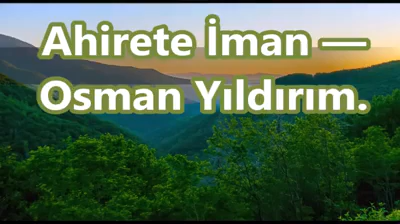 Ahirete İman —
Osman Yıldırım.